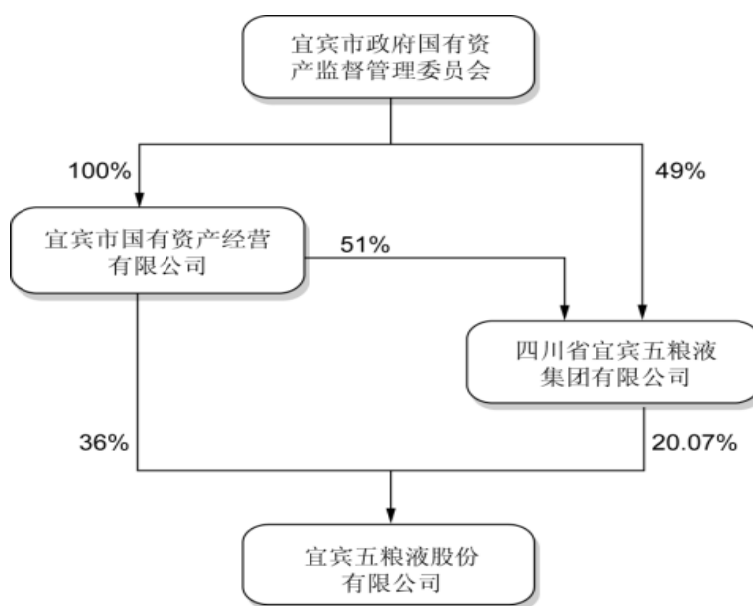 宜宾市政府国有资
产监督管理委员会
100%
49%
宜宾市国有资产经营
有限公司
51%
四川省宜宾五粮液
集团有限公司
36%
20.07%
宜宾五粮液股份
有限公司